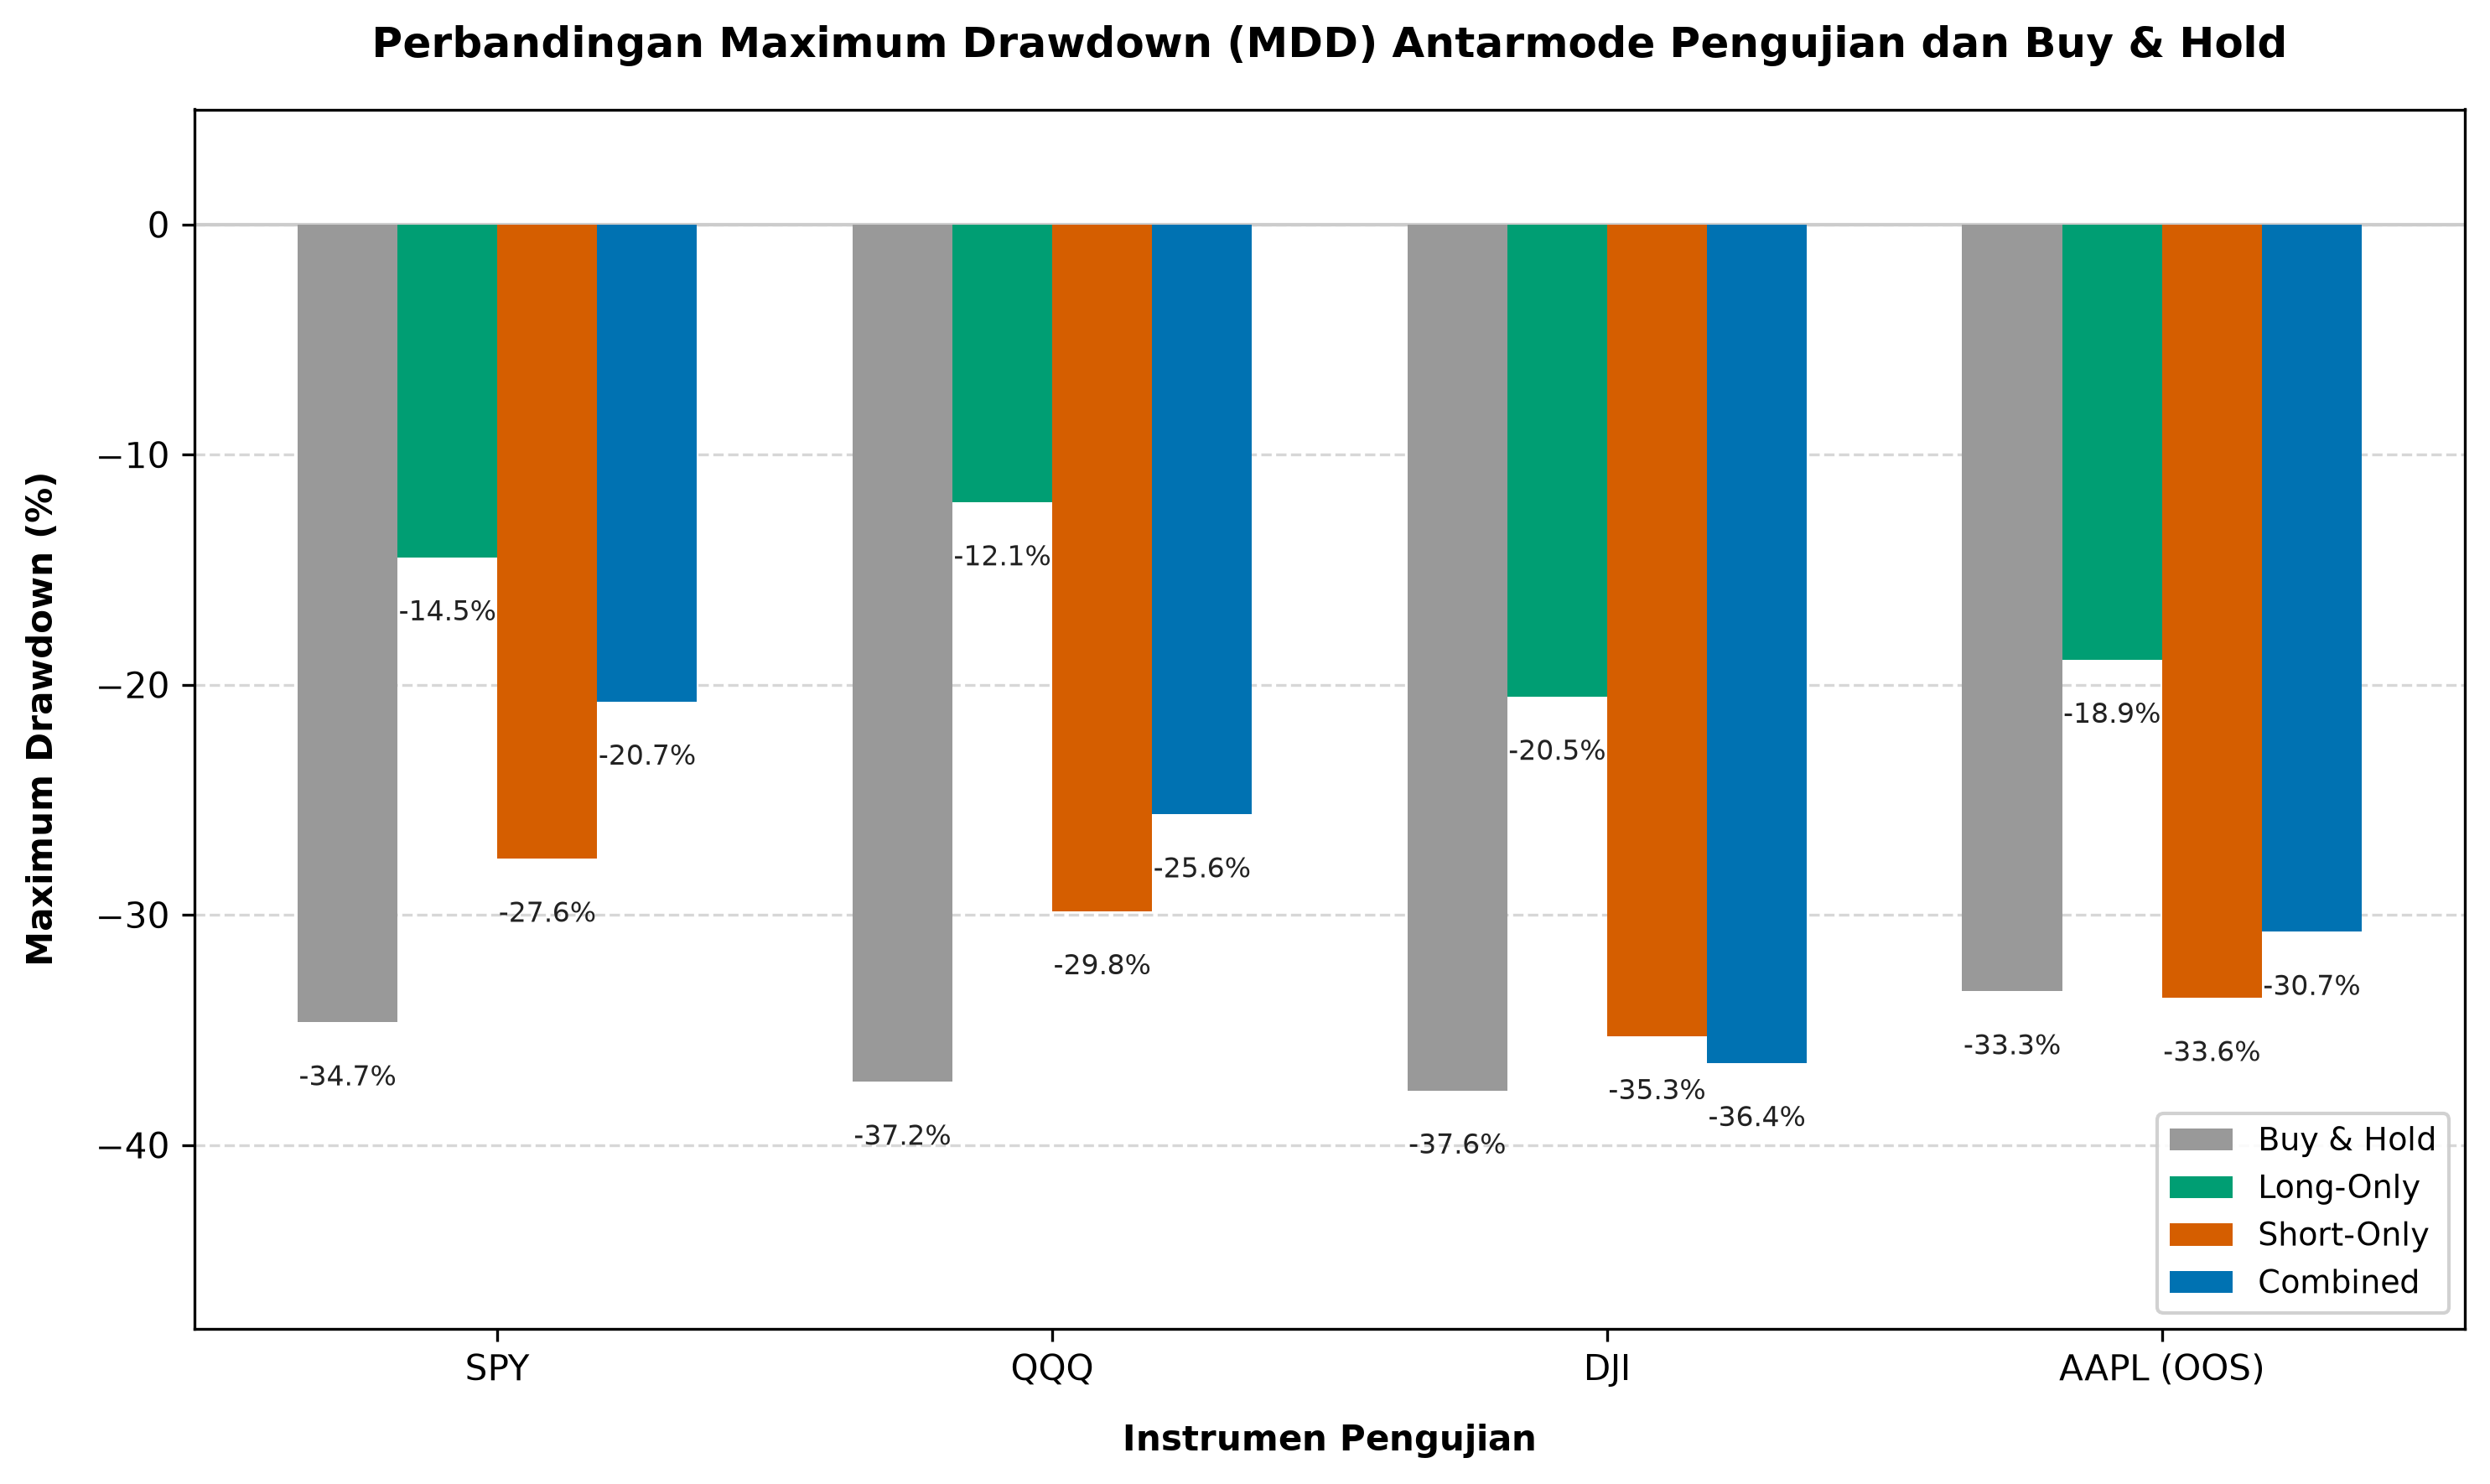 Perbandingan Maximum Drawdown (MDD) Antarmode Pengujian dan Buy & Hold
Maximum Drawdown (%)
0
−10
−20
−30
−40
-34.7%
-14.5%
-27.6%
-20.7%
-37.2%
-12.1%
-29.8%
-25.6%
-37.6%
-20.5%
-35.3%
-36.4%
-33.3%
-18.9%
-33.6%
-30.7%
Buy & Hold
Long-Only
Short-Only
Combined
SPY
QQQ
DJI
AAPL (OOS)
Instrumen Pengujian